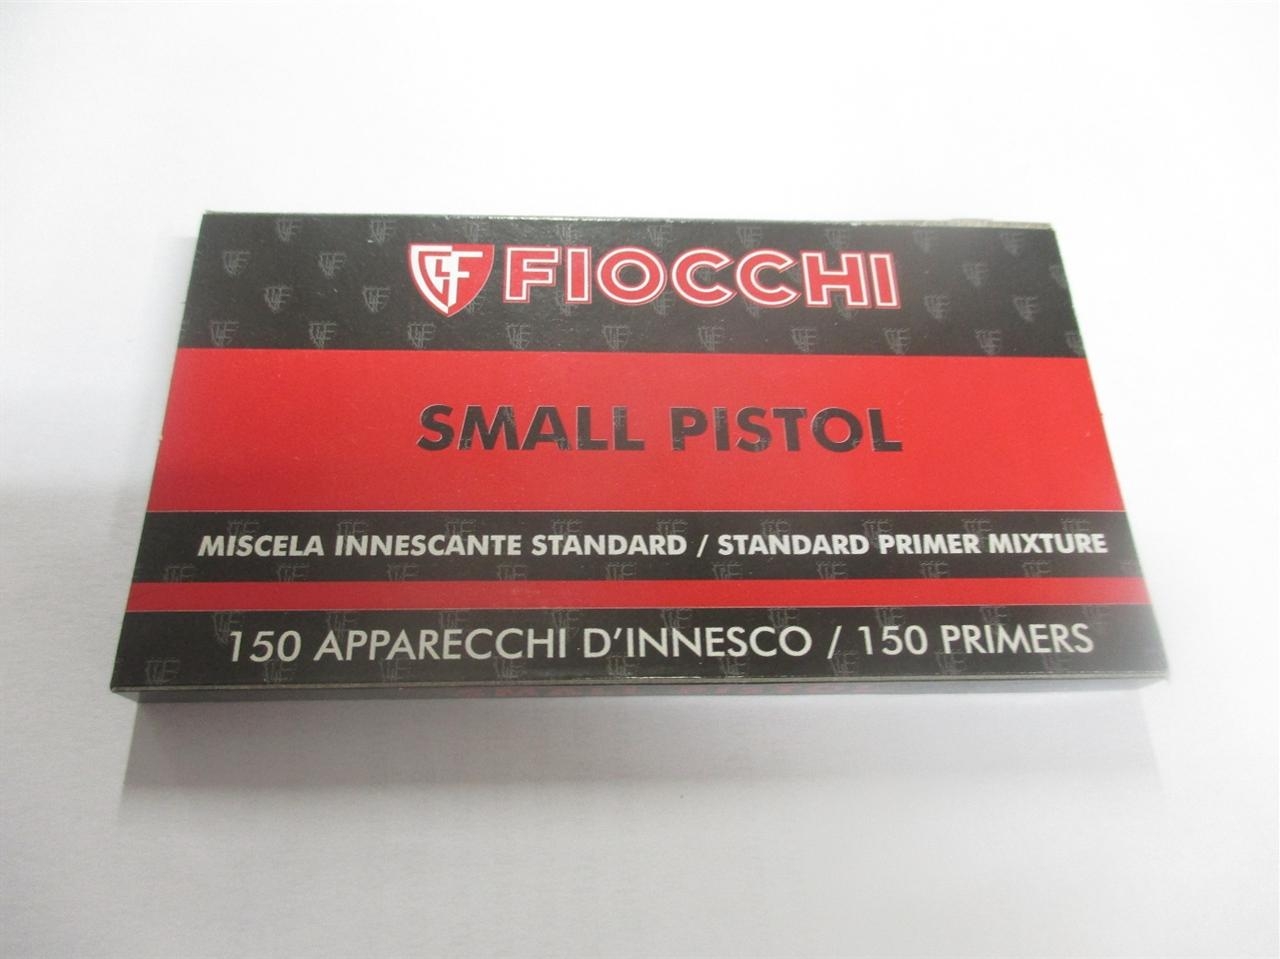 GF FIOCCHI
SMALL PISTOL
MISCELA INNESCANTE STANDARD / STANDARD PRIMER MIXTURE
150 APPARECCHI D'INNESCO / 150 PRIMERS